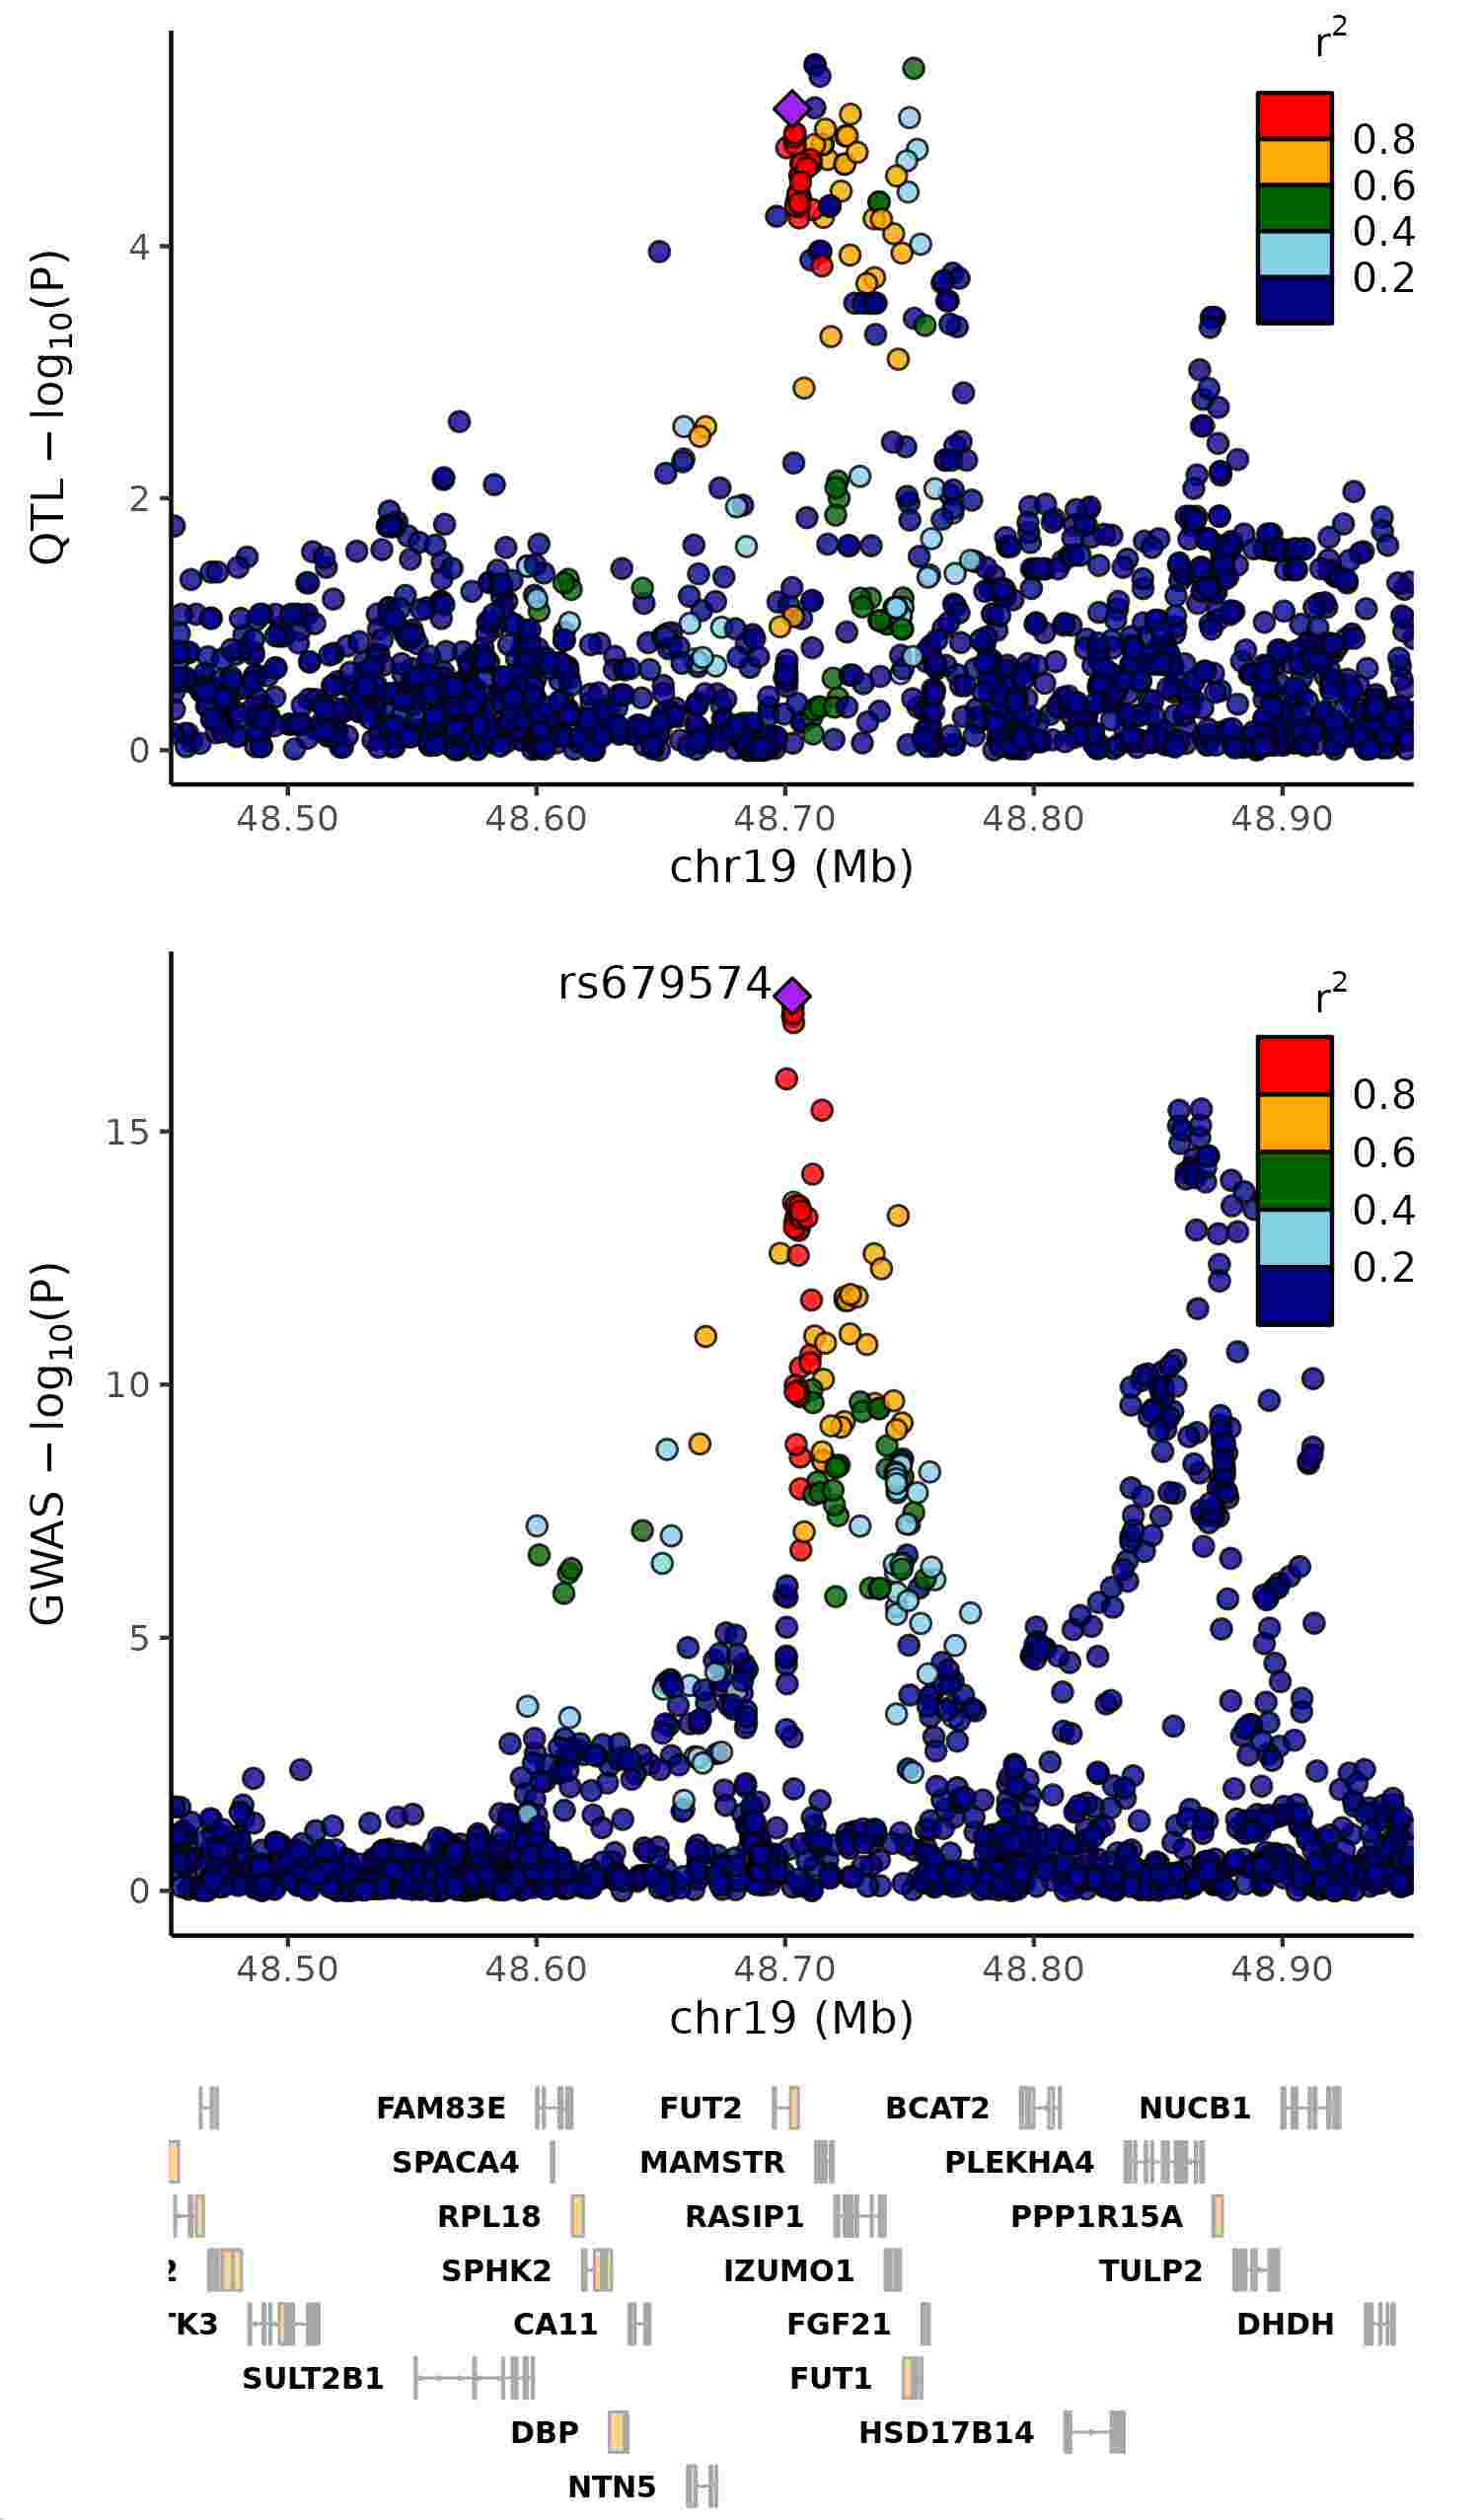 r2
0.8
0.6
0.4
0.2
4
2
0
QTL − log10(P)
48.50 48.60 48.70 48.80 48.90
chr19 (Mb)
rs679574
r2
0.8
0.6
0.4
0.2
15
10
5
0
GWAS − log10(P)
48.50 48.60 48.70 48.80 48.90
chr19 (Mb)
FAM83E FUT2 BCAT2 NUCB1
SPACA4 MAMSTR PLEKHA4
RPL18 RASIP1 PPP1R15A
2 SPHK2 IZUMO1 TULP2
TK3 CA11 FGF21 DHDH
SULT2B1 FUT1
DBP HSD17B14
NTN5